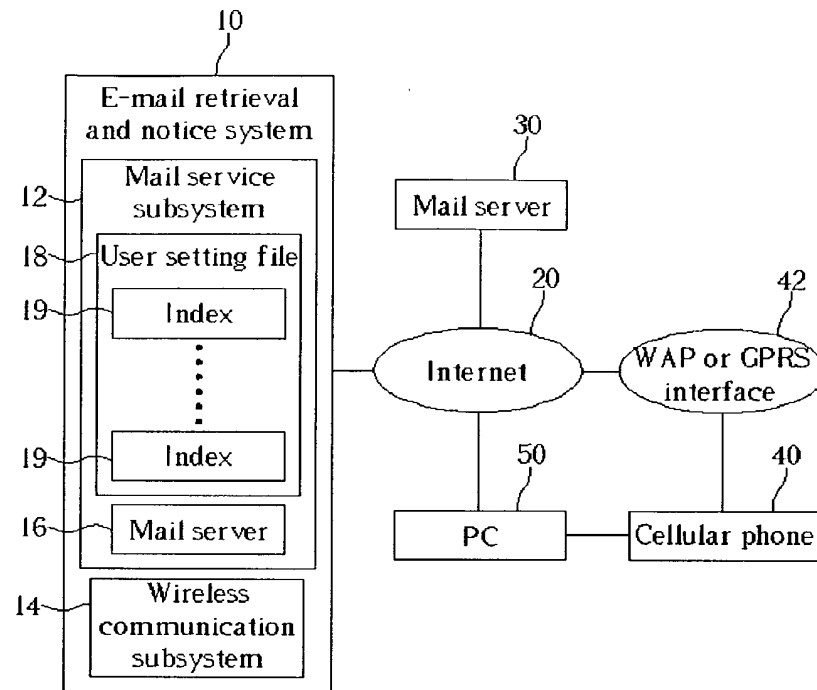 10
E-mail retrieval
and notice system
12
Mail service
subsystem
18
User setting file
19
Index
19
Index
16
Mail server
14
Wireless
communication
subsystem
30
Mail server
20
Internet
42
WAP or GPRS
interface
50
PC
40
Cellular phone